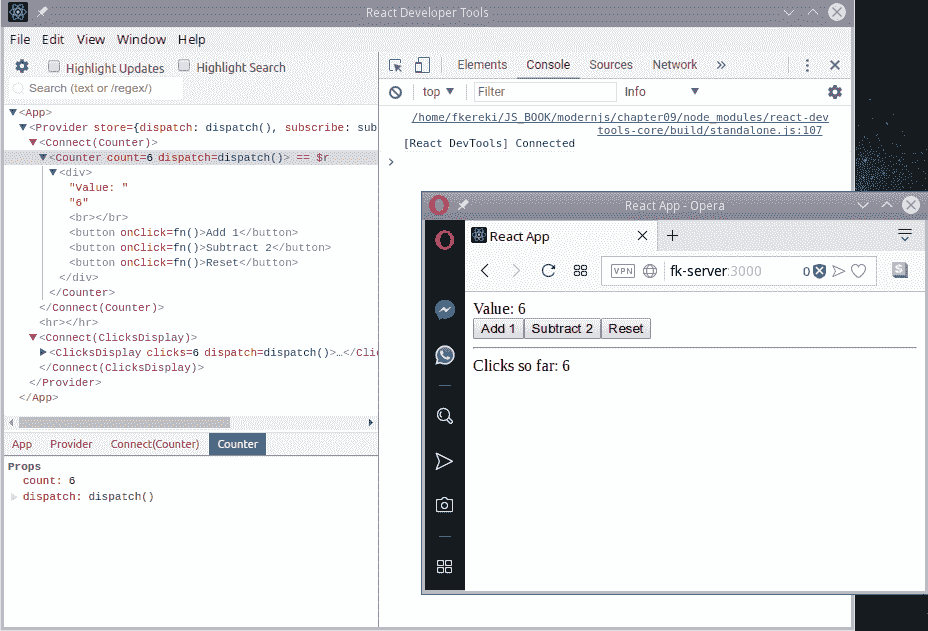 React Developer Tools
File Edit View Window Help
Highlight Updates Highlight Search
Search (text or /regex/)
<App>
<Provider store={dispatch: dispatch(), subscribe: sub
<Connect(Counter)>
<Counter count=6 dispatch=dispatch()> == $r
<div>
"Value: "
"6"
<br></br>
<button onClick=fn()>Add 1</button>
<button onClick=fn()>Subtract 2</button>
<button onClick=fn()>Reset</button>
</div>
</Counter>
</Connect(Counter)>
<hr></hr>
<Connect(ClicksDisplay)>
<ClicksDisplay clicks=6 dispatch=dispatch()>…</Clic
</Connect(ClicksDisplay)>
</Provider>
</App>
App Provider Connect(Counter) Counter
Props
count: 6
dispatch: dispatch()
Elements Console Sources Network »
top Filter Info
/home/fkereki/JS_BOOK/modernjs/chapter09/node_modules/react-dev
tools-core/build/standalone.js:107
[React DevTools] Connected
React App - Opera
React App
VPN fk-server:3000 0
S
Value: 6
Add 1 Subtract 2 Reset
Clicks so far: 6